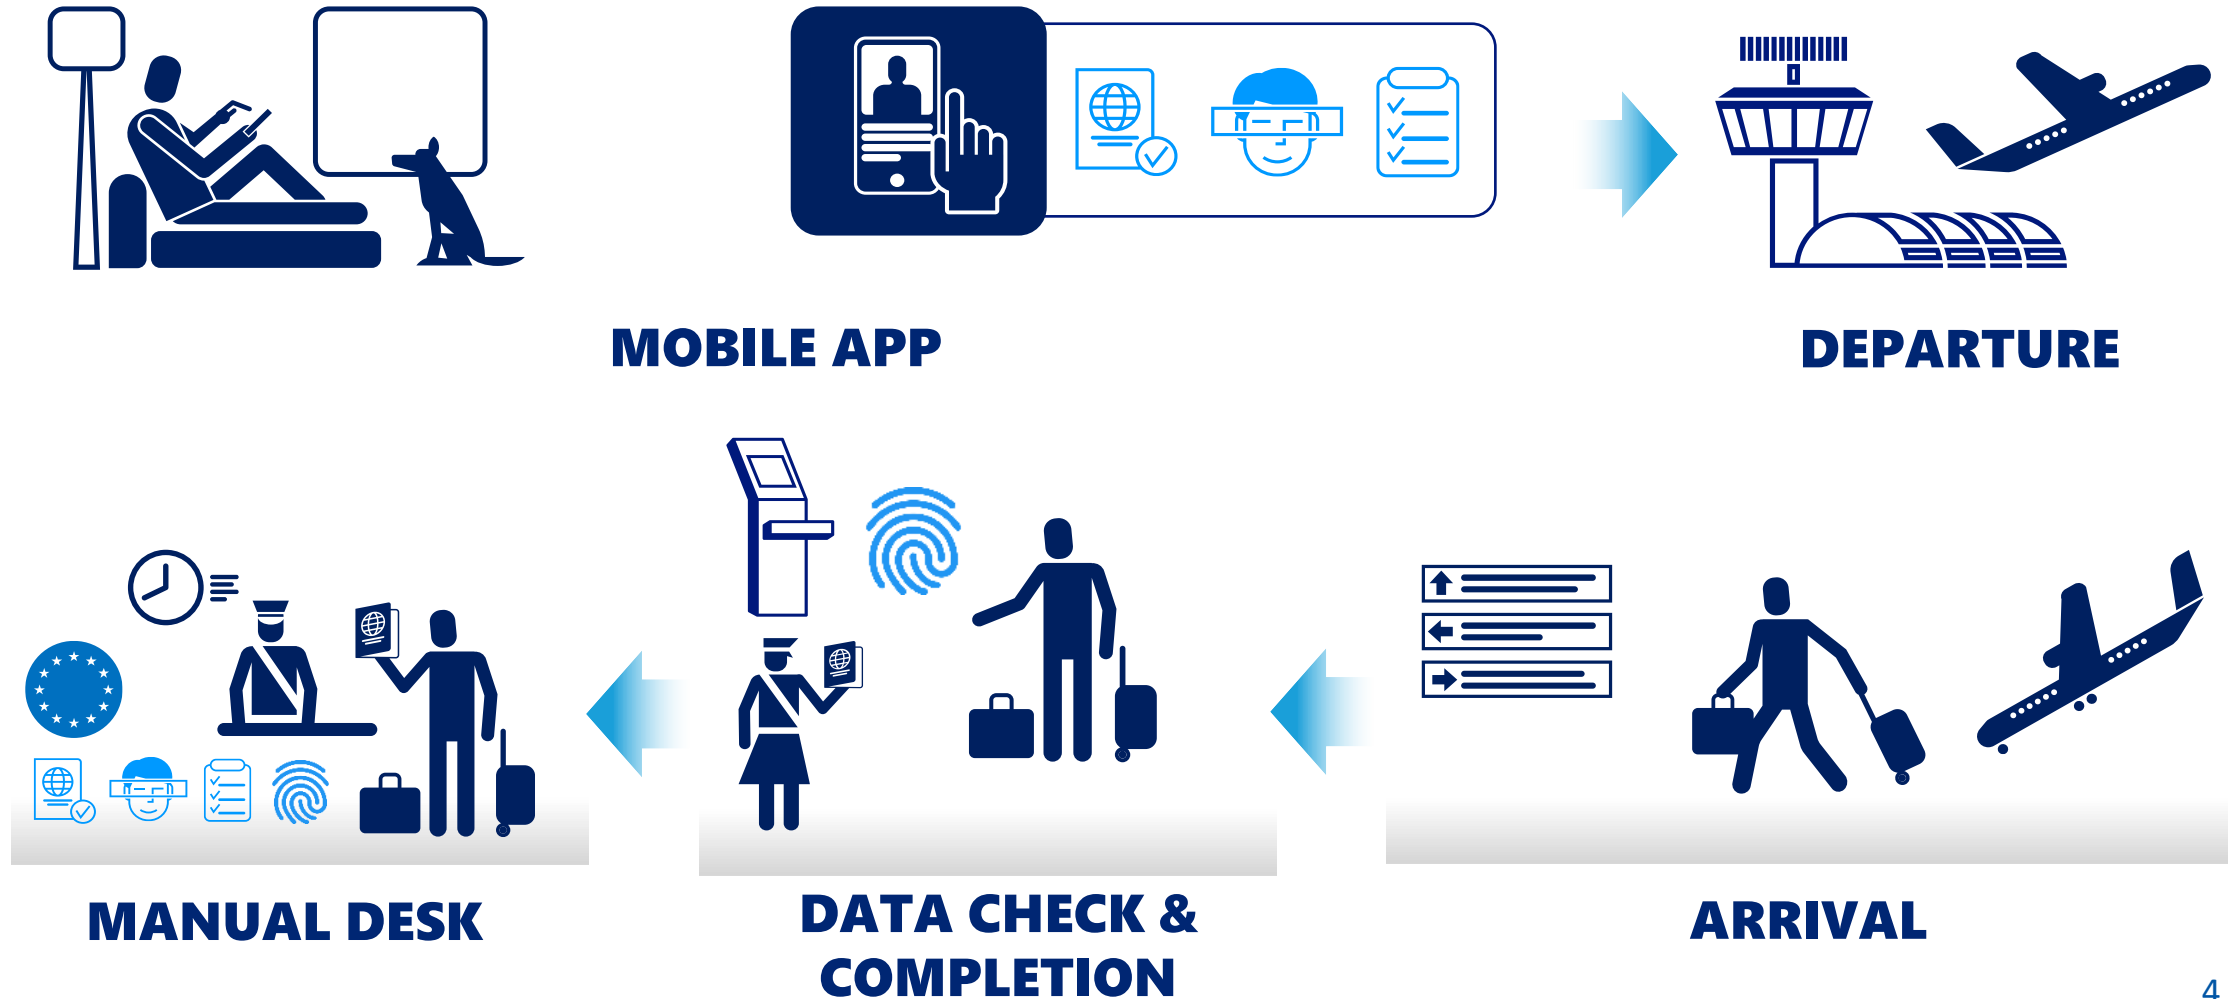 MOBILE APP
DEPARTURE
MANUAL DESK
DATA CHECK &
COMPLETION
ARRIVAL
4